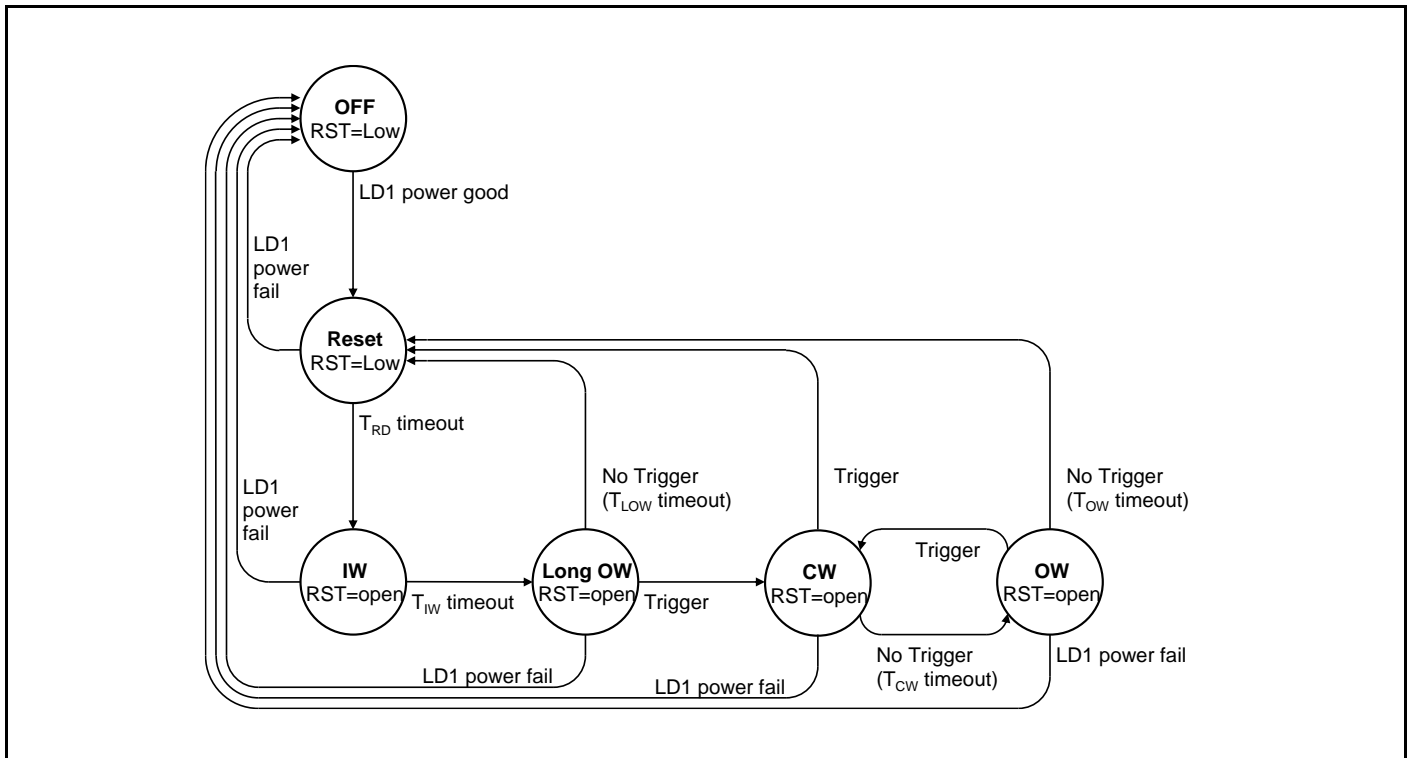 OFF
RST=Low
LD1 power good
LD1
power
fail
Reset
RST=Low
TRD timeout
LD1
power
fail
No Trigger
(TLOW timeout)
Trigger
No Trigger
(TOW timeout)
IW
RST=open
TIW timeout
Long OW
RST=open
Trigger
CW
RST=open
Trigger
OW
RST=open
No Trigger
(TCW timeout)
LD1 power fail
LD1 power fail
LD1 power fail